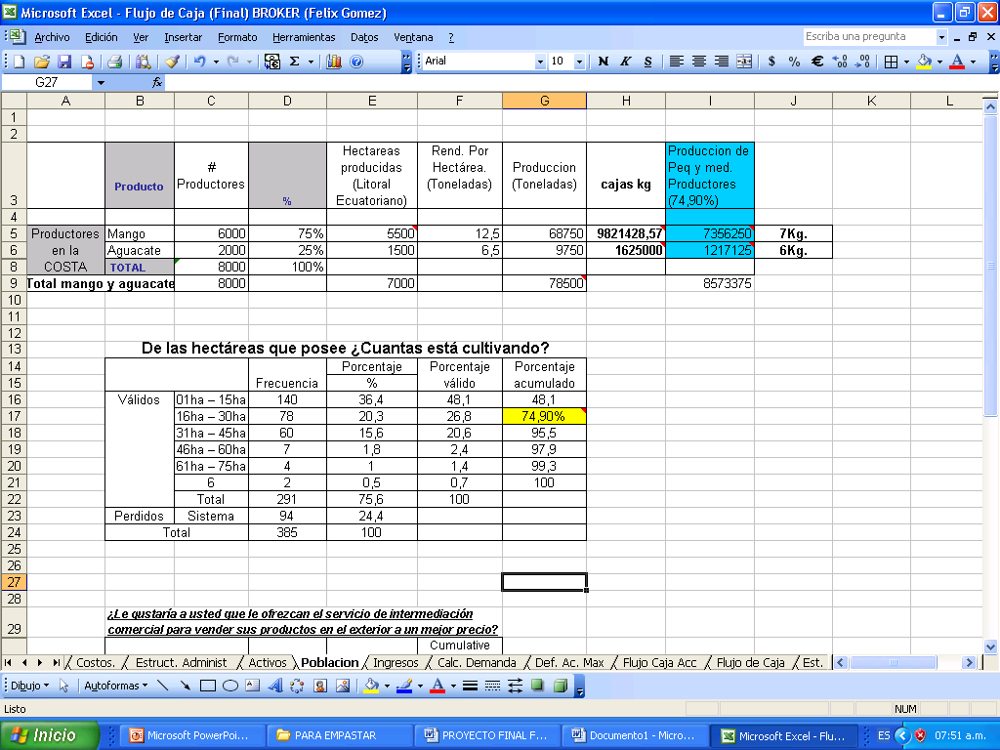 Microsoft Excel - Flujo de Caja (Final) BROKER (Felix Gomez)
Archivo Edición Ver Insertar Formato Herramientas Datos Ventana ? Escriba una pregunta
Arial 10 N K S $ % €
G27 fx
A B C D E F G H I J K L
1
2
3 Producto # Productores % Hectareas producidas (Litoral Ecuatoriano) Rend. Por Hectárea. (Toneladas) Produccion (Toneladas) cajas kg Produccion de Peq y med. Productores (74,90%)
4
5 Productores Mango 6000 75% 5500 12,5 68750 9821428,57 7356250 7Kg.
6 en la Aguacate 2000 25% 1500 6,5 9750 1625000 1217125 6Kg.
8 COSTA TOTAL 8000 100%
9 Total mango y aguacate 8000 7000 78500 8573375
10
11
12
13 De las hectáreas que posee ¿Cuantas está cultivando?
14 Porcentaje Porcentaje Porcentaje
15 Frecuencia % válido acumulado
16 Válidos 01ha – 15ha 140 36,4 48,1 48,1
17 16ha – 30ha 78 20,3 26,8 74,90%
18 31ha – 45ha 60 15,6 20,6 95,5
19 46ha – 60ha 7 1,8 2,4 97,9
20 61ha – 75ha 4 1 1,4 99,3
21 6 2 0,5 0,7 100
22 Total 291 75,6 100
23 Perdidos Sistema 94 24,4
24 Total 385 100
25
26
27
28
29 ¿Le gustaría a usted que le ofrezcan el servicio de intermediación
comercial para vender sus productos en el exterior a un mejor precio?
Cumulative
Costos. Estruct. Administ Activos Poblacion Ingresos Calc. Demanda Def. Ac. Max Flujo Caja Acc Flujo de Caja Est.
Dibujo Autoformas
Listo NUM
Inicio Microsoft PowerPoi... PARA EMPASTAR PROYECTO FINAL F... Documento1 - Micro... Microsoft Excel - Flu... ES 07:51 a.m.